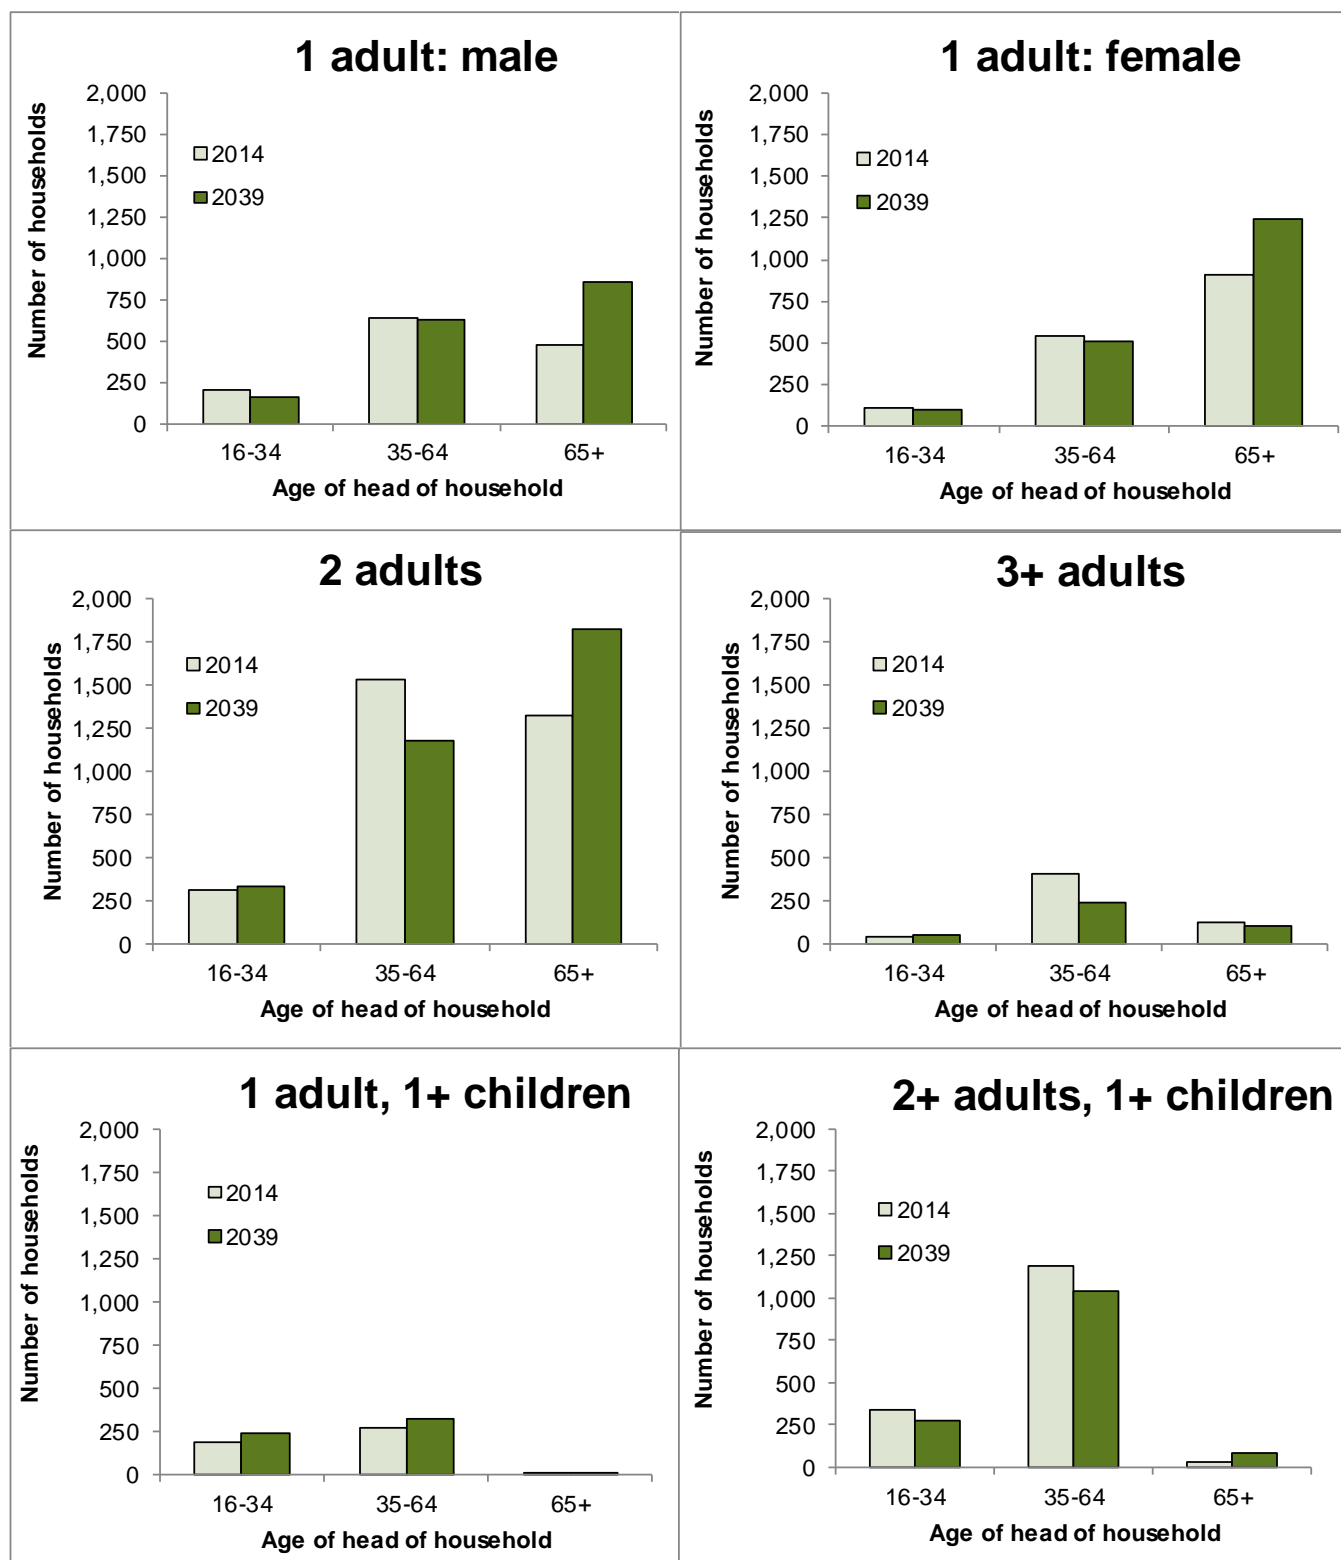 1 adult: male
Number of households
2,000
1,750
1,500
1,250
1,000
750
500
250
0
2014
2039
16-34 35-64 65+
Age of head of household
1 adult: female
Number of households
2,000
1,750
1,500
1,250
1,000
750
500
250
0
2014
2039
16-34 35-64 65+
Age of head of household
2 adults
Number of households
2,000
1,750
1,500
1,250
1,000
750
500
250
0
2014
2039
16-34 35-64 65+
Age of head of household
3+ adults
Number of households
2,000
1,750
1,500
1,250
1,000
750
500
250
0
2014
2039
16-34 35-64 65+
Age of head of household
1 adult, 1+ children
Number of households
2,000
1,750
1,500
1,250
1,000
750
500
250
0
2014
2039
16-34 35-64 65+
Age of head of household
2+ adults, 1+ children
Number of households
2,000
1,750
1,500
1,250
1,000
750
500
250
0
2014
2039
16-34 35-64 65+
Age of head of household